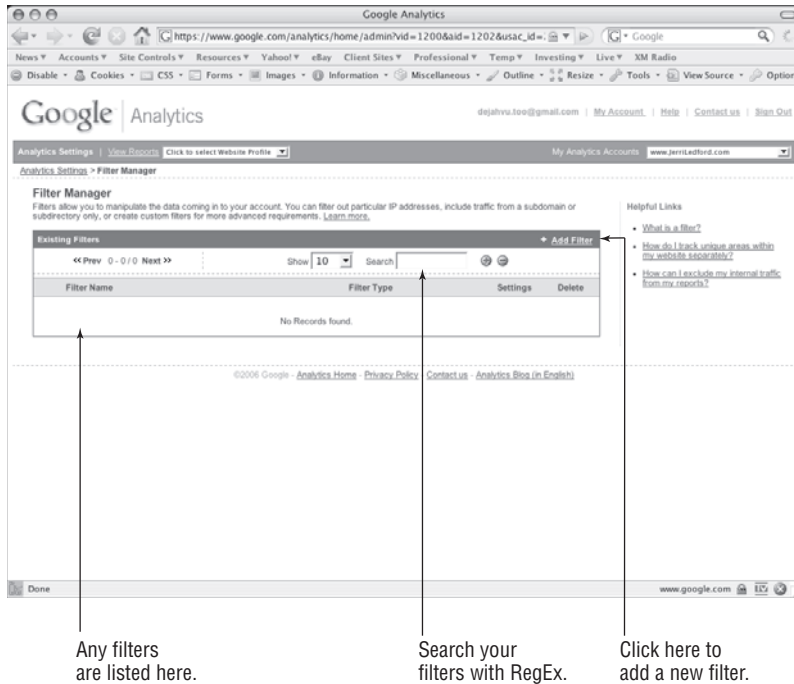 Google Analytics
https://www.google.com/analytics/home/admin?vid=1200&aid=1202&usac_id=
Google
News Accounts Site Controls Resources Yahoo! eBay Client Sites Professional Temp Investing Live XM Radio
Disable Cookies CSS Forms Images Information Miscellaneous Outline Resize Tools View Source Option
Google Analytics
dejahvu.too@gmail.com | My Account | Help | Contact us | Sign Out
Analytics Settings | View Reports Click to select Website Profile My Analytics Accounts www.JerriLedford.com
Analytics Settings > Filter Manager
Filter Manager
Filters allow you to manipulate the data coming in to your account. You can filter out particular IP addresses, include traffic from a subdomain or
subdirectory only, or create custom filters for more advanced requirements. Learn more.
Existing Filters + Add Filter
<< Prev 0 - 0 / 0 Next >> Show 10 Search
Filter Name Filter Type Settings Delete
No Records found.
Helpful Links
What is a filter?
How do I track unique areas within
my website separately?
How can I exclude my internal traffic
from my reports?
©2006 Google - Analytics Home - Privacy Policy - Contact us - Analytics Blog (in English)
Done www.google.com
Any filters
are listed here.
Search your
filters with RegEx.
Click here to
add a new filter.